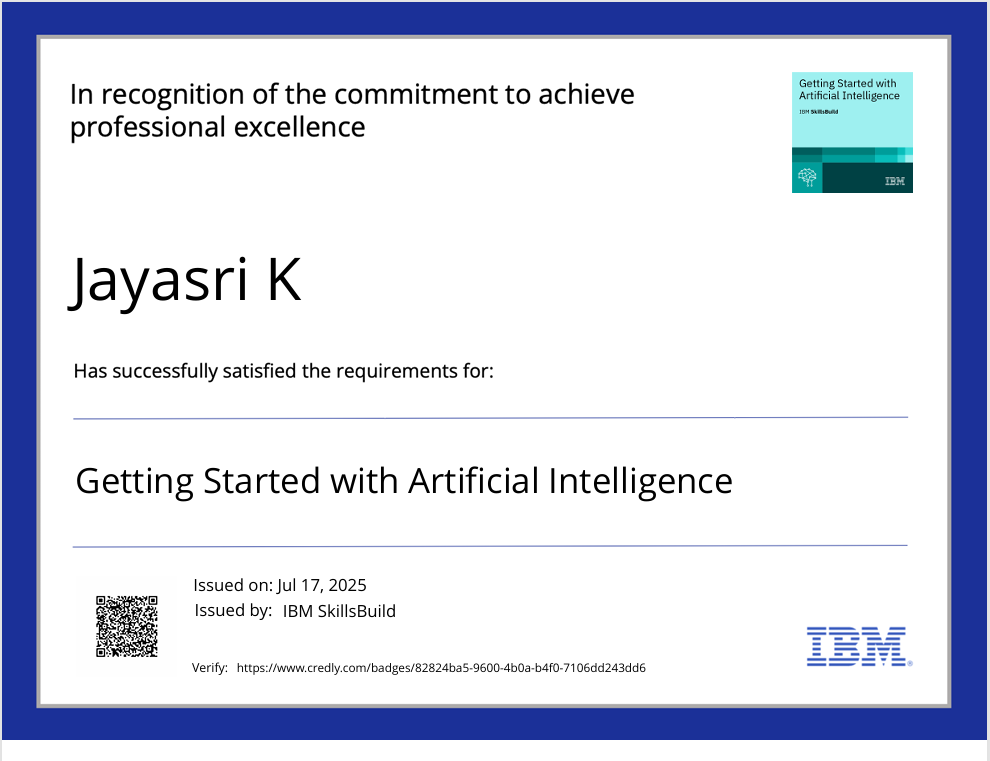 In recognition of the commitment to achieve
professional excellence
Getting Started with
Artificial Intelligence
IBM SkillsBuild
IBM
Jayasri K
Has successfully satisfied the requirements for:
Getting Started with Artificial Intelligence
Issued on: Jul 17, 2025
Issued by: IBM SkillsBuild
Verify: https://www.credly.com/badges/82824ba5-9600-4b0a-b4f0-7106dd243dd6
IBM®